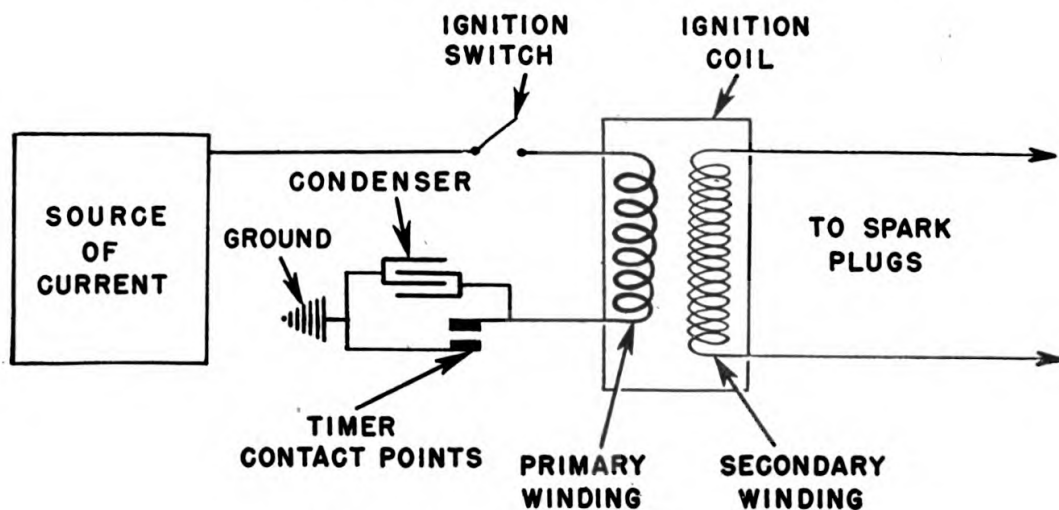 IGNITION
SWITCH
IGNITION
COIL
CONDENSER
SOURCE
OF
CURRENT
GROUND
TO SPARK
PLUGS
TIMER
CONTACT POINTS
PRIMARY
WINDING
SECONDARY
WINDING